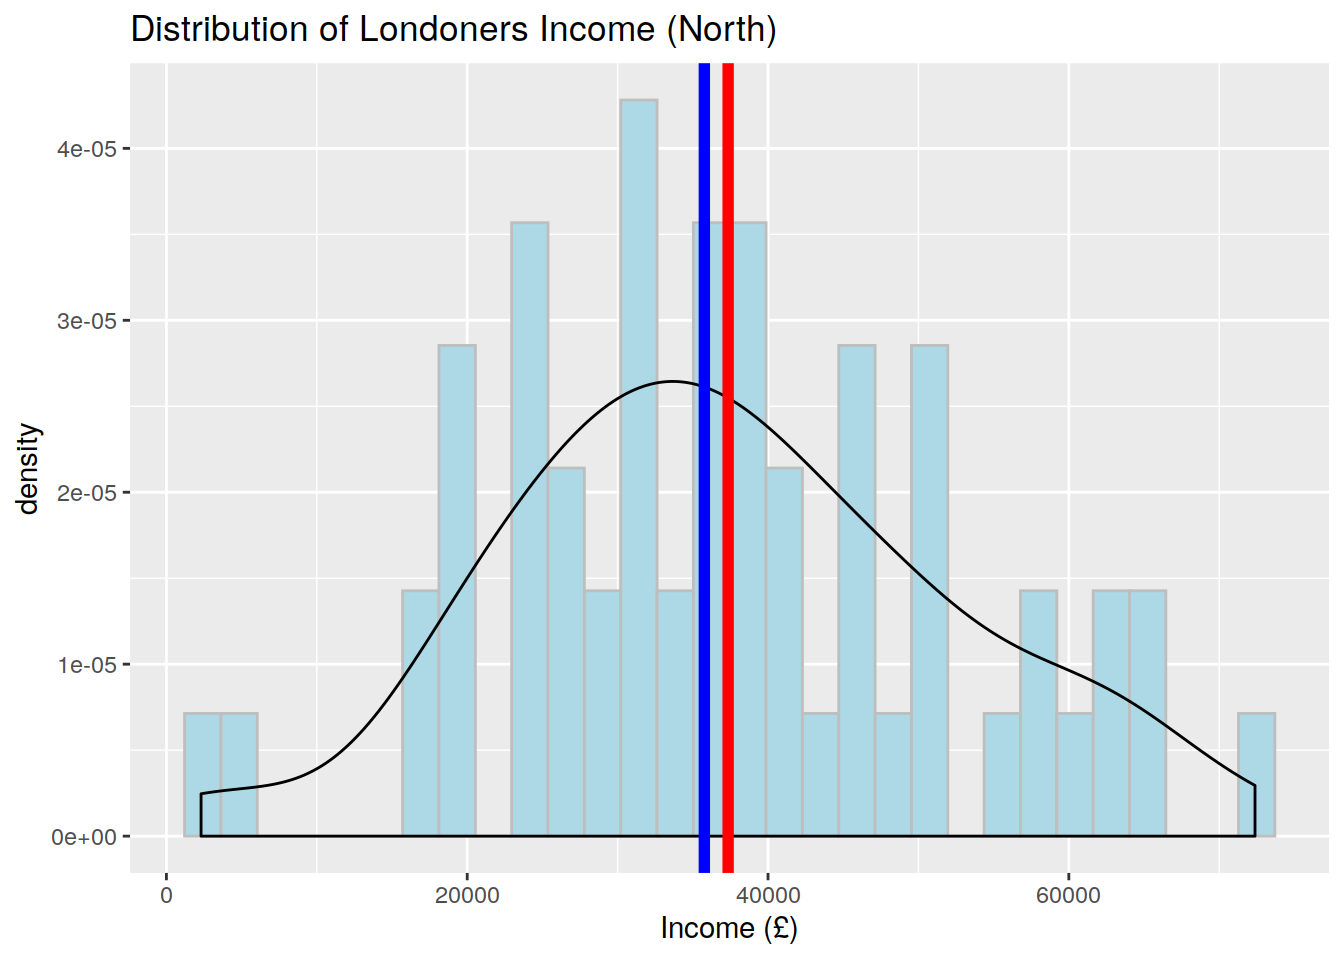 Distribution of Londoners Income (North)
4e-05
3e-05
2e-05
1e-05
0e+00
density
0 20000 40000 60000
Income (£)